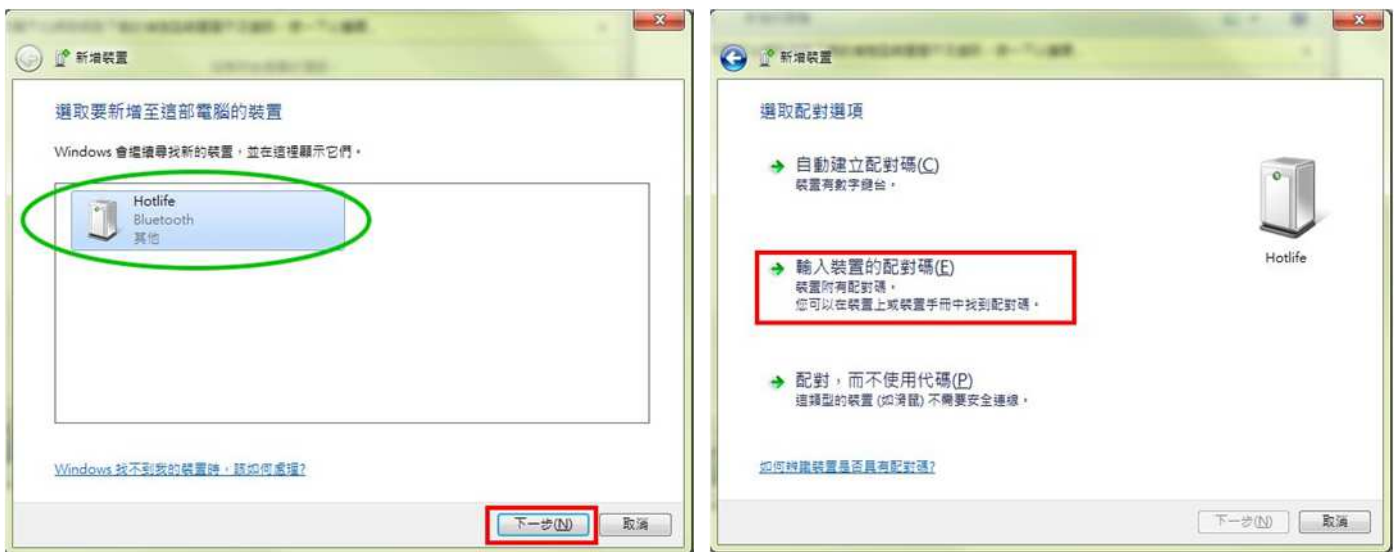 新增裝置
選取要新增至這部電腦的裝置
Windows 會繼續尋找新的裝置，並在這裡顯示它們。
Hotlife
Bluetooth
其他
Windows 找不到我的裝置時，該如何處理?
下一步(N)
取消
新增裝置
選取配對選項
自動建立配對碼(C)
裝置有數字鍵台。
輸入裝置的配對碼(E)
裝置附有配對碼。
您可以在裝置上或裝置手冊中找到配對碼。
Hotlife
配對，而不使用代碼(P)
這類型的裝置 (如滑鼠) 不需要安全連線。
如何辨識裝置是否具有配對碼?
下一步(N)
取消